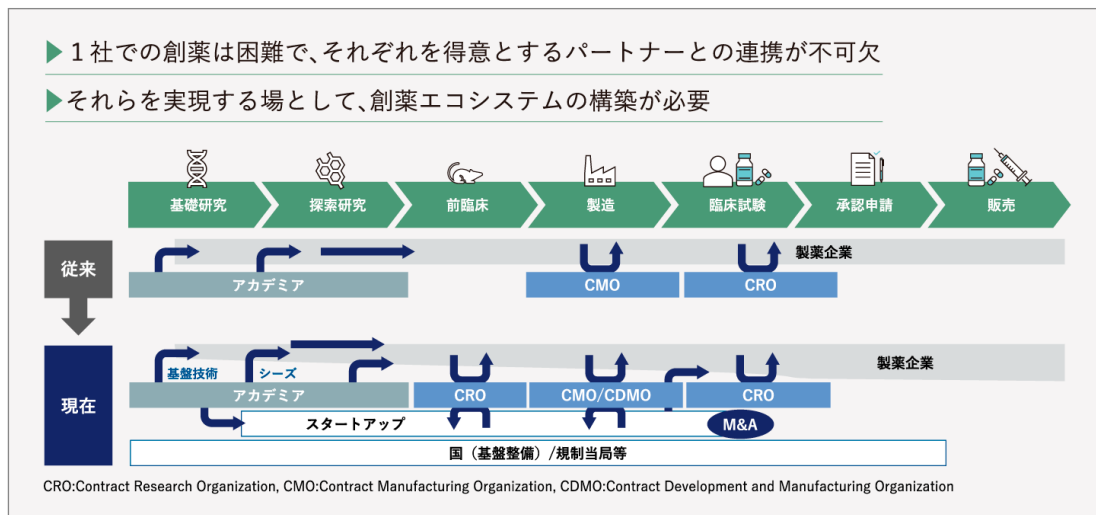 ▶１社での創薬は困難で、それぞれを得意とするパートナーとの連携が不可欠
▶それらを実現する場として、創薬エコシステムの構築が必要
基礎研究
探索研究
前臨床
製造
臨床試験
承認申請
販売
従来
製薬企業
アカデミア
CMO
CRO
現在
製薬企業
基盤技術
シーズ
アカデミア
CRO
CMO/CDMO
CRO
スタートアップ
M&A
国（基盤整備）/規制当局等
CRO:Contract Research Organization, CMO:Contract Manufacturing Organization, CDMO:Contract Development and Manufacturing Organization